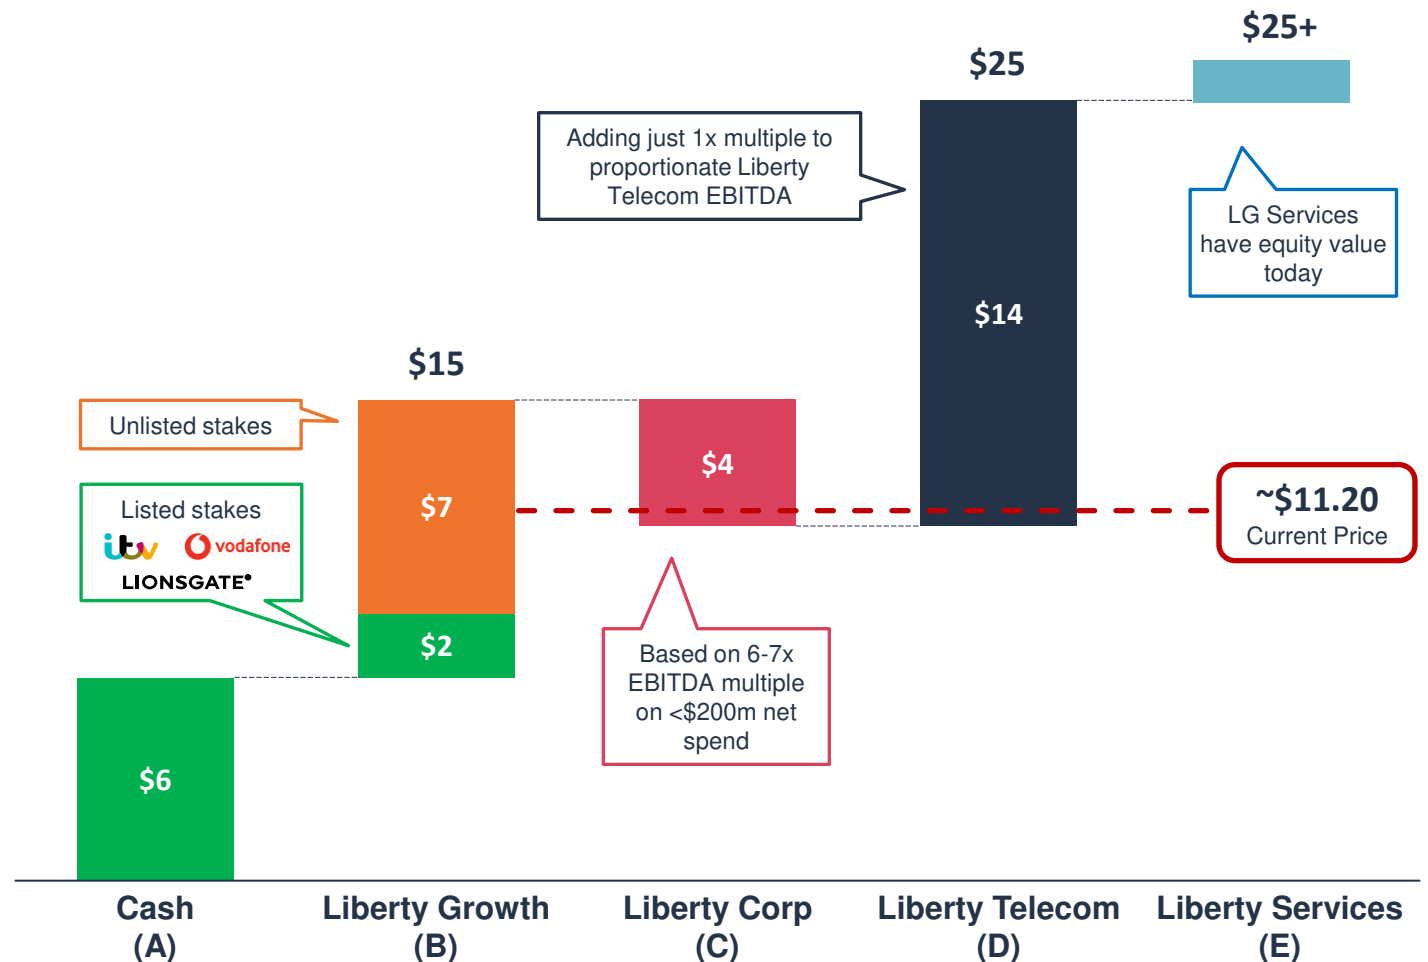 $25+
$25
Adding just 1x multiple to
proportionate Liberty
Telecom EBITDA
LG Services
have equity value
today
$14
$15
Unlisted stakes
$4
$7
Listed stakes
itv
vodafone
LIONSGATE
~$11.20
Current Price
$2
Based on 6-7x
EBITDA multiple
on <$200m net
spend
$6
Cash
(A)
Liberty Growth
(B)
Liberty Corp
(C)
Liberty Telecom
(D)
Liberty Services
(E)